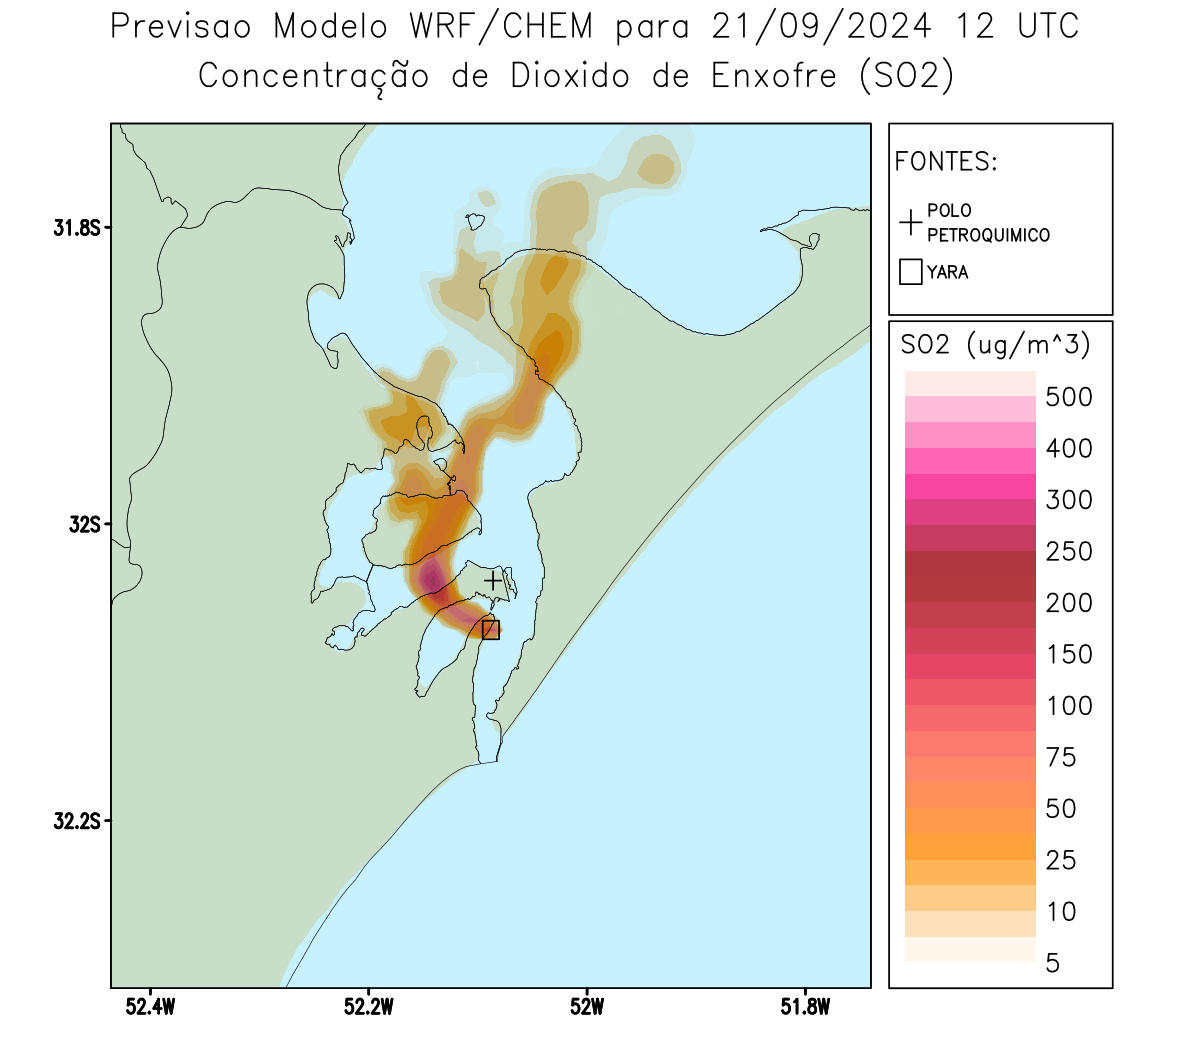 Previsao Modelo WRF/CHEM para 21/09/2024 12 UTC
Concentração de Dioxido de Enxofre (SO2)
FONTES:
POLO
PETROQUIMICO
YARA
SO2 (ug/m^3)
500
400
300
250
200
150
100
75
50
25
10
5
31.8S
32S
32.2S
52.4W
52.2W
52W
51.8W